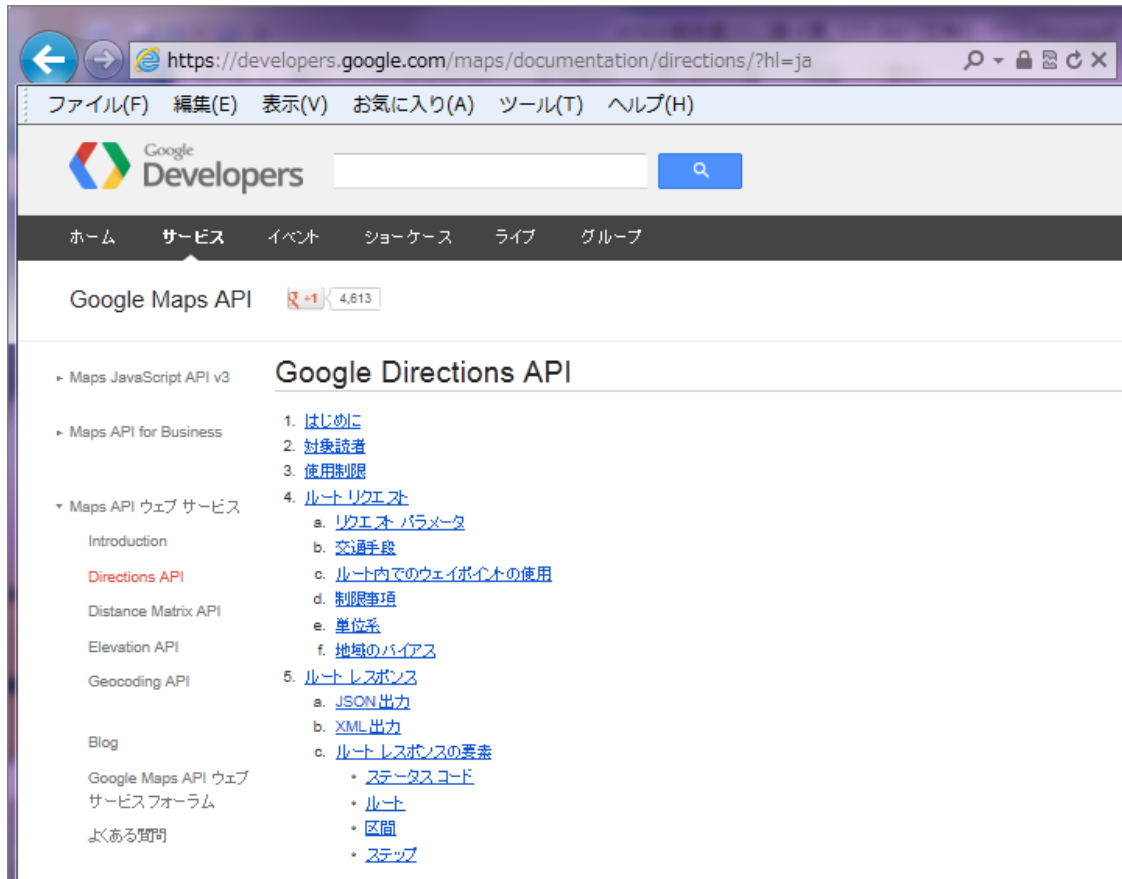 https://developers.google.com/maps/documentation/directions/?hl=ja
ファイル(F) 編集(E) 表示(V) お気に入り(A) ツール(T) ヘルプ(H)
Google
Developers
ホーム サービス イベント ショーケース ライブ グループ
Google Maps API +1 4,613
Maps JavaScript API v3
Maps API for Business
Maps API ウェブ サービス
Introduction
Directions API
Distance Matrix API
Elevation API
Geocoding API
Blog
Google Maps API ウェブ
サービス フォーラム
よくある質問
Google Directions API
1. はじめに
2. 対象読者
3. 使用制限
4. ルート リクエスト
a. リクエスト パラメータ
b. 交通手段
c. ルート内でのウェイポイントの使用
d. 制限事項
e. 単位系
f. 地域のバイアス
5. ルート レスポンス
a. JSON 出力
b. XML 出力
c. ルート レスポンスの要素
• ステータス コード
• ルート
• 区間
• ステップ